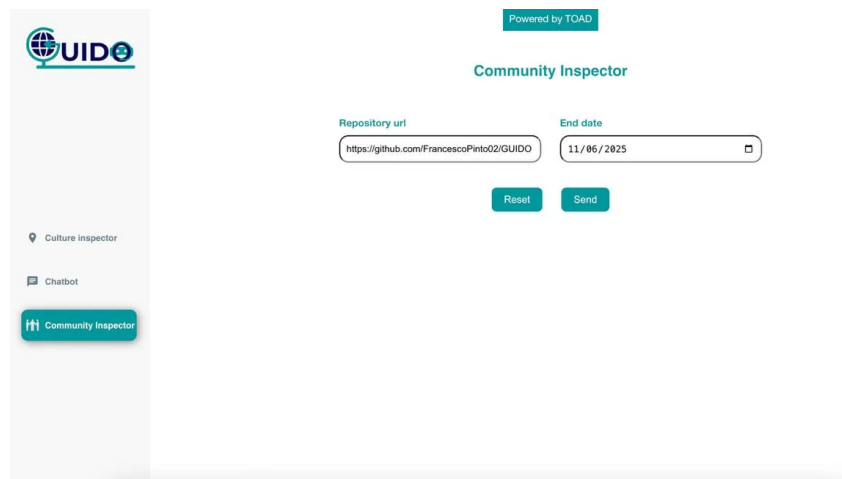 GUIDO
Powered by TOAD
Community Inspector
Repository url
End date
https://github.com/FrancescoPinto02/GUIDO
11/06/2025
Reset
Send
Culture inspector
Chatbot
Community Inspector